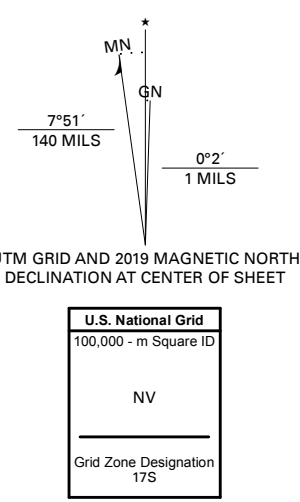 MN
GN
7°51´
140 MILS
0°2´
1 MILS
UTM GRID AND 2019 MAGNETIC NORTH
DECLINATION AT CENTER OF SHEET
U.S. National Grid
100,000 - m Square ID
NV
Grid Zone Designation
17S